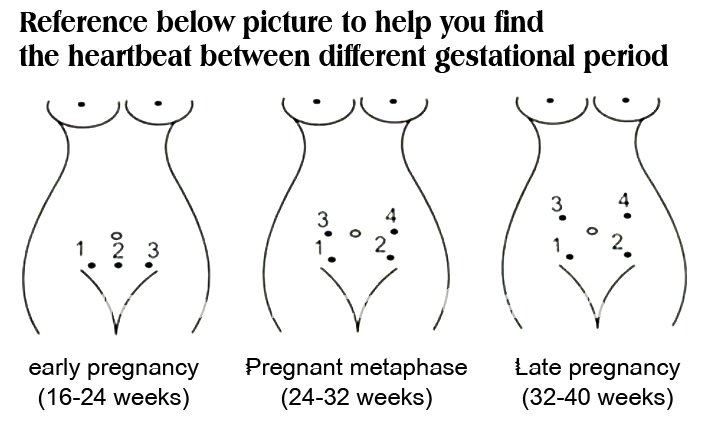 Reference below picture to help you find
the heartbeat between different gestational period
1 2 3
3 4
1 2
3 4
1 2
early pregnancy
(16-24 weeks)
Pregnant metaphase
(24-32 weeks)
Late pregnancy
(32-40 weeks)